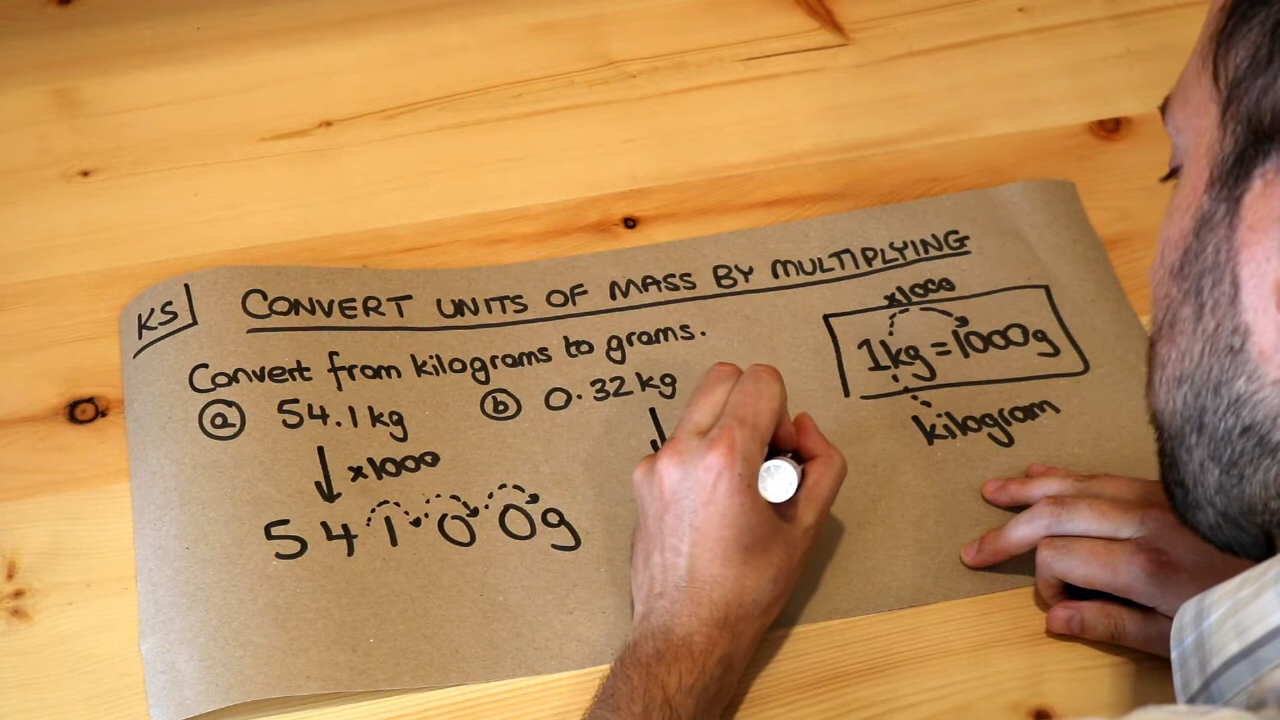 KS
CONVERT UNITS OF MASS BY MULTIPLYING
Convert from kilograms to grams.
a 54.1kg
b 0.32kg
↓ x1000
54100g
↓
x1000
1kg = 1000g
kilogram